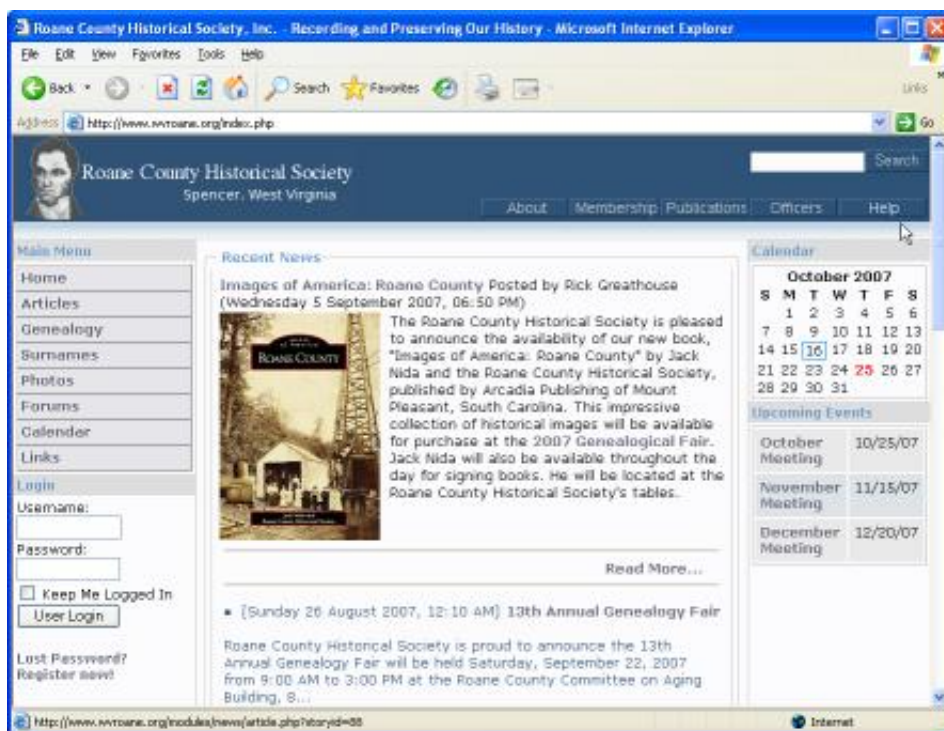 Roane County Historical Society, Inc. - Recording and Preserving Our History - Microsoft Internet Explorer
File Edit View Favorites Tools Help
Back Search Favorites Links
Address http://www.wvroane.org/index.php Go
Roane County Historical Society
Spencer, West Virginia
Search
About Membership Publications Officers Help
Main Menu
Home
Articles
Genealogy
Surnames
Photos
Forums
Calendar
Links
Login
Username:
Password:
Keep Me Logged In
User Login
Lost Password?
Register now!
Recent News
Images of America: Roane County Posted by Rick Greathouse
(Wednesday 5 September 2007, 06:50 PM)
ROANE COUNTY
The Roane County Historical Society is pleased
to announce the availability of our new book,
"Images of America: Roane County" by Jack
Nida and the Roane County Historical Society,
published by Arcadia Publishing of Mount
Pleasant, South Carolina. This impressive
collection of historical images will be available
for purchase at the 2007 Genealogical Fair.
Jack Nida will also be available throughout the
day for signing books. He will be located at the
Roane County Historical Society's tables.
Read More...
[Sunday 26 August 2007, 12:10 AM] 13th Annual Genealogy Fair
Roane County Historical Society is proud to announce the 13th
Annual Genealogy Fair will be held Saturday, September 22, 2007
from 9:00 AM to 3:00 PM at the Roane County Committee on Aging
Building, 8...
Calendar
October 2007
S M T W T F S
1 2 3 4 5 6
7 8 9 10 11 12 13
14 15 16 17 18 19 20
21 22 23 24 25 26 27
28 29 30 31
Upcoming Events
October Meeting 10/25/07
November Meeting 11/15/07
December Meeting 12/20/07
http://www.wvroane.org/modules/news/article.php?storyid=88 Internet